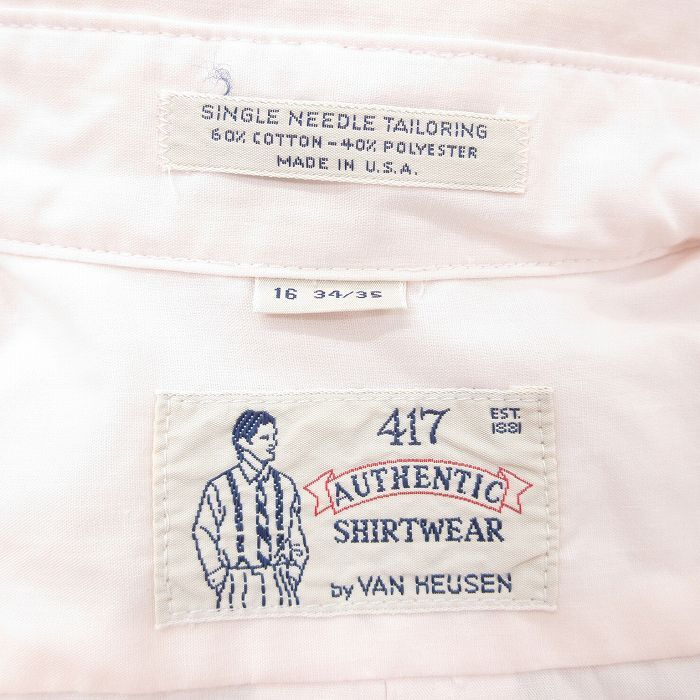 SINGLE NEEDLE TAILORING
60% COTTON - 40% POLYESTER
MADE IN U.S.A.
16 34/35
417
EST.
1881
AUTHENTIC
SHIRTWEAR
by VAN HEUSEN